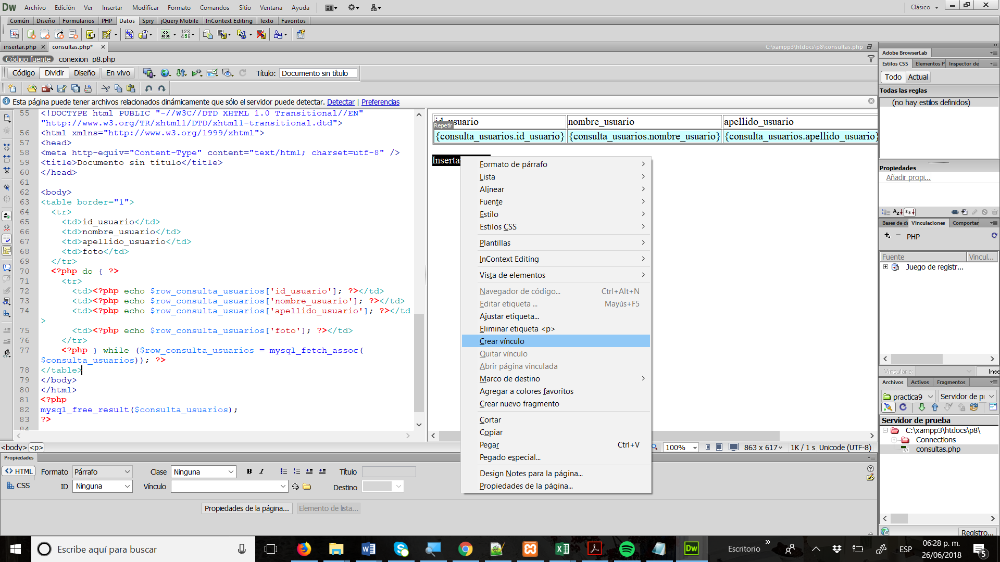 Dw Archivo Edición Ver Insertar Modificar Formato Comandos Sitio Ventana Ayuda Clásico
Común Diseño Formularios PHP Datos Spry jQuery Mobile InContext Editing Texto Favoritos
insertar.php consultas.php* C:\xampp3\htdocs\p8\consultas.php
Código fuente conexion_p8.php
Código Dividir Diseño En vivo Título: Documento sin título
Esta página puede tener archivos relacionados dinámicamente que sólo el servidor puede detectar. Detectar | Preferencias
55 <!DOCTYPE html PUBLIC "-//W3C//DTD XHTML 1.0 Transitional//EN"
"http://www.w3.org/TR/xhtml1/DTD/xhtml1-transitional.dtd">
56 <html xmlns="http://www.w3.org/1999/xhtml">
57 <head>
58 <meta http-equiv="Content-Type" content="text/html; charset=utf-8" />
59 <title>Documento sin título</title>
60 </head>
61
62 <body>
63 <table border="1">
64 <tr>
65 <td>id_usuario</td>
66 <td>nombre_usuario</td>
67 <td>apellido_usuario</td>
68 <td>foto</td>
69 </tr>
70 <?php do { ?>
71 <tr>
72 <td><?php echo $row_consulta_usuarios['id_usuario']; ?></td>
73 <td><?php echo $row_consulta_usuarios['nombre_usuario']; ?></td>
74 <td><?php echo $row_consulta_usuarios['apellido_usuario']; ?></td
>
75 <td><?php echo $row_consulta_usuarios['foto']; ?></td>
76 </tr>
77 <?php } while ($row_consulta_usuarios = mysql_fetch_assoc(
$consulta_usuarios)); ?>
78 </table>
79 </body>
80 </html>
81 <?php
82 mysql_free_result($consulta_usuarios);
83 ?>
84
id_usuario nombre_usuario apellido_usuario
Repetir
{consulta_usuarios.id_usuario} {consulta_usuarios.nombre_usuario} {consulta_usuarios.apellido_usuario}
Inserta
Formato de párrafo
Lista
Alinear
Fuente
Estilo
Estilos CSS
Plantillas
InContext Editing
Vista de elementos
Navegador de código... Ctrl+Alt+N
Editar etiqueta ... Mayús+F5
Ajustar etiqueta...
Eliminar etiqueta <p>
Crear vínculo
Quitar vínculo
Abrir página vinculada
Marco de destino
Agregar a colores favoritos
Crear nuevo fragmento
Cortar
Copiar
Pegar Ctrl+V
Pegado especial...
Design Notes para la página...
Propiedades de la página...
<body> <p> 100% 863 x 617 1K / 1 s Unicode (UTF-8)
Propiedades
HTML Formato Párrafo Clase Ninguna B I Título
CSS ID Ninguna Vínculo Destino
Propiedades de la página... Elemento de lista...
Adobe BrowserLab
Estilos CSS Elementos P. Inspector de
Todo Actual
Todas las reglas
(no hay estilos definidos)
Propiedades
Añadir propi...
Bases de da Vinculaciones Comportar
PHP
Fuente Vincul...
Juego de registr...
Vincular a: Inse
Archivos Activos Fragmentos
practica9 Servidor de pr
Servidor de prueba
C:\xampp3\htdocs\p8\
Connections
consultas.php
Registro...
Escribe aquí para buscar Dw Escritorio » ESP 06:28 p. m.
26/06/2018 5